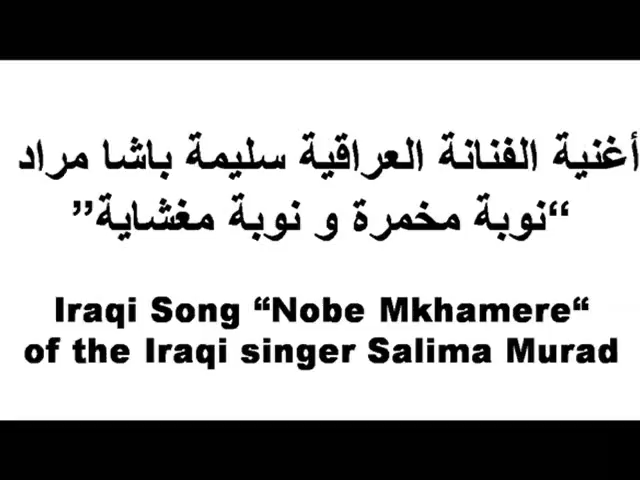 أغنية الفنانة العراقية سليمة باشا مراد
“نوبة مخمرة و نوبة مغشاية”
Iraqi Song “Nobe Mkhamere“
of the Iraqi singer Salima Murad